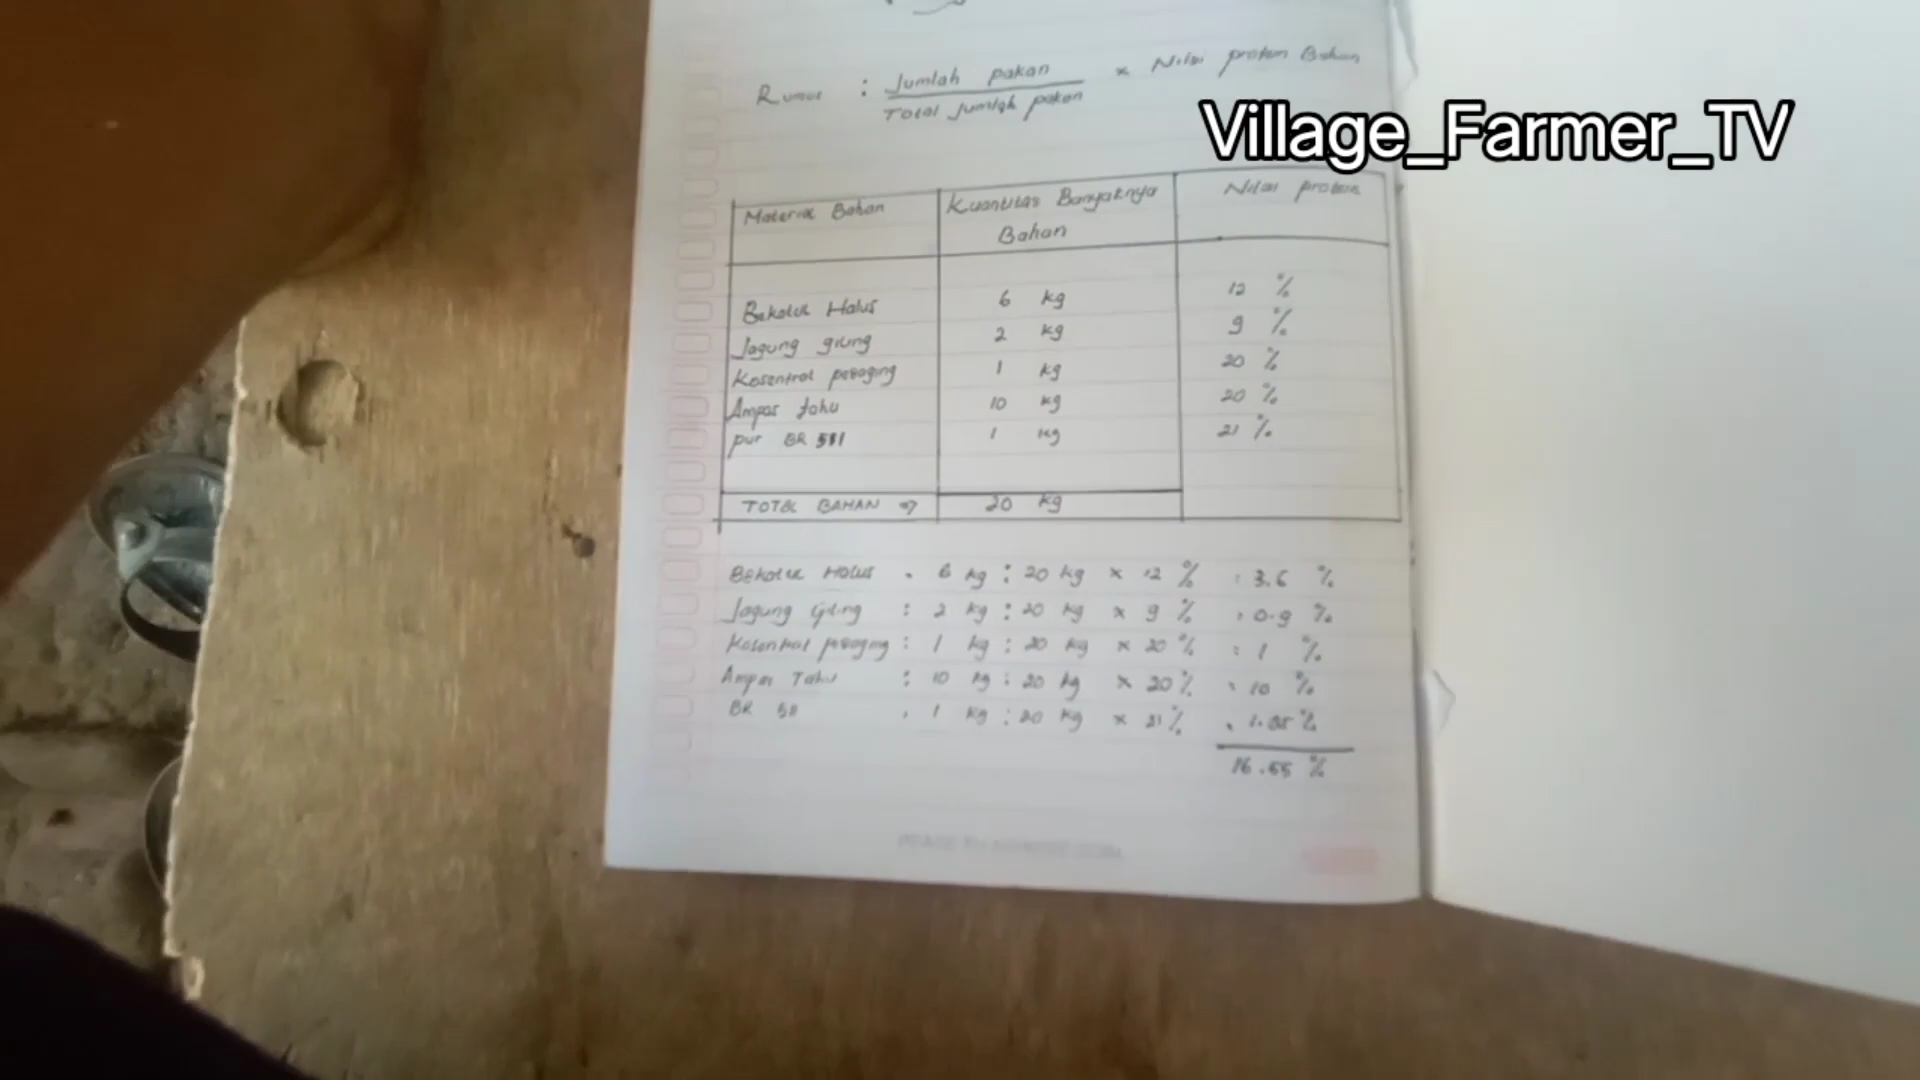 Rumus : Jumlah pakan / Total Jumlah pakan x Nilai protein Bahan
Village_Farmer_TV
Material Bahan | Kuantitas Banyaknya Bahan | Nilai protein
Bekatul Halus 6 kg 12 %
Jagung giling 2 kg 9 %
Kosentrat 1 kg 20 %
Ampas tahu 10 kg 20 %
pur BR 511 1 kg 21 %
TOTAL BAHAN => 20 kg
Bekatul Halus : 6 kg : 20 kg x 12 % = 3.6 %
Jagung Giling : 2 kg : 20 kg x 9 % = 0.9 %
Kosentrat : 1 kg : 20 kg x 20 % = 1 %
Ampas Tahu : 10 kg : 20 kg x 20 % = 10 %
BR 511 : 1 kg : 20 kg x 21 % = 1.05 %
16.55 %